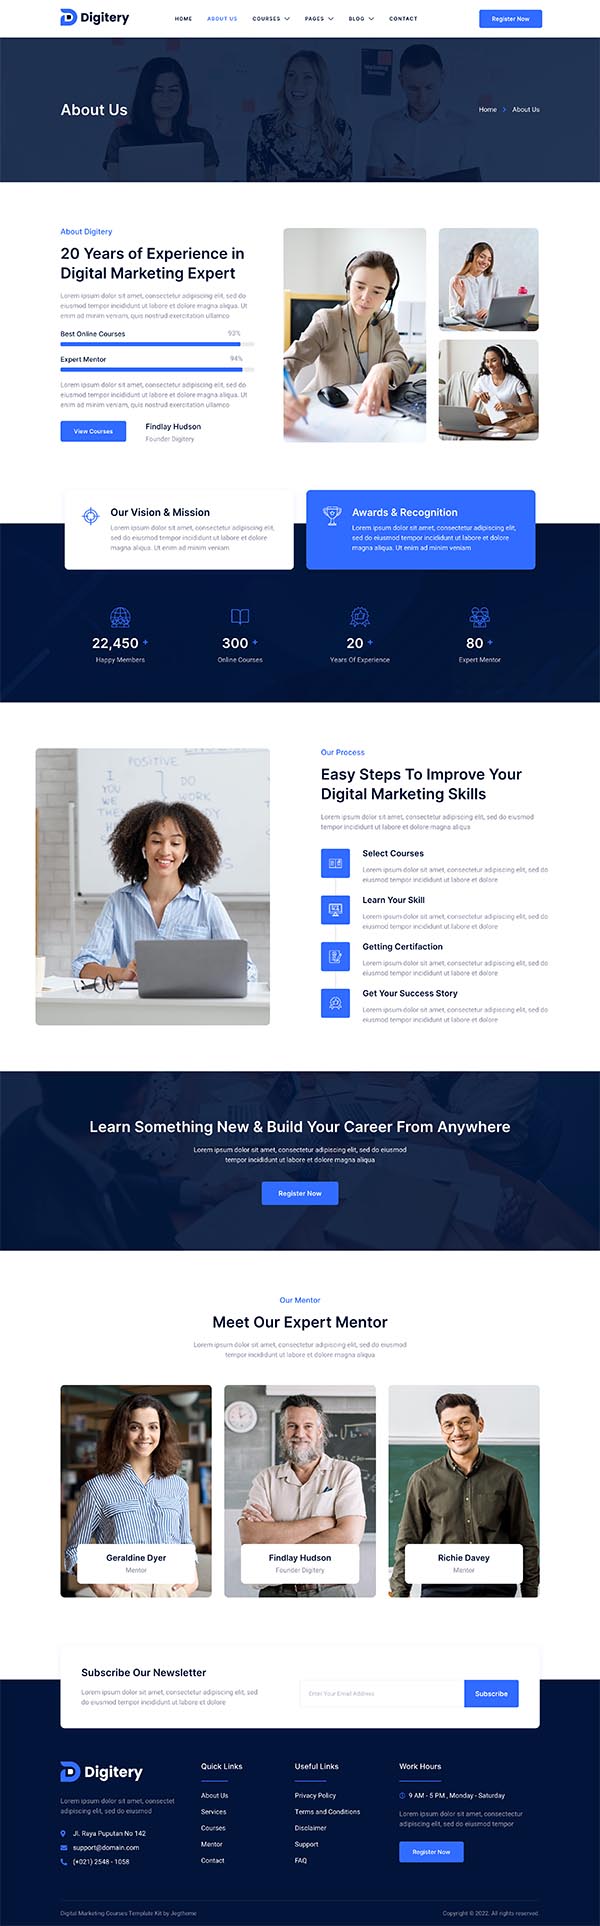 Digitery
HOME
ABOUT US
COURSES
PAGES
BLOG
CONTACT
Register Now
About Us
Home
About Us
About Digitery
20 Years of Experience in
Digital Marketing Expert
Lorem ipsum dolor sit amet, consectetur adipiscing elit, sed do
eiusmod tempor incididunt ut labore et dolore magna aliqua. Ut
enim ad minim veniam, quis nostrud exercitation ullamco
Best Online Courses 93%
Expert Mentor 94%
Lorem ipsum dolor sit amet, consectetur adipiscing elit, sed do
eiusmod tempor incididunt ut labore et dolore magna aliqua. Ut
enim ad minim veniam, quis nostrud exercitation ullamco
View Courses
Findlay Hudson
Founder Digitery
Our Vision & Mission
Lorem ipsum dolor sit amet, consectetur adipiscing elit,
sed do eiusmod tempor incididunt ut labore et dolore
magna aliqua. Ut enim ad minim veniam
Awards & Recognition
Lorem ipsum dolor sit amet, consectetur adipiscing elit,
sed do eiusmod tempor incididunt ut labore et dolore
magna aliqua. Ut enim ad minim veniam
22,450 +
Happy Members
300 +
Online Courses
20 +
Years Of Experience
80 +
Expert Mentor
POSITIVE
I
YOU
WE
THEY
DO
WORK
Our Process
Easy Steps To Improve Your
Digital Marketing Skills
Lorem ipsum dolor sit amet, consectetur adipiscing elit, sed do eiusmod
tempor incididunt ut labore et dolore magna aliqua
Select Courses
Lorem ipsum dolor sit amet, consectetur adipiscing elit, sed do
eiusmod tempor incididunt ut labore et dolore
Learn Your Skill
Lorem ipsum dolor sit amet, consectetur adipiscing elit, sed do
eiusmod tempor incididunt ut labore et dolore
Getting Certifaction
Lorem ipsum dolor sit amet, consectetur adipiscing elit, sed do
eiusmod tempor incididunt ut labore et dolore
Get Your Success Story
Lorem ipsum dolor sit amet, consectetur adipiscing elit, sed do
eiusmod tempor incididunt ut labore et dolore
Learn Something New & Build Your Career From Anywhere
Lorem ipsum dolor sit amet, consectetur adipiscing elit, sed do eiusmod
tempor incididunt ut labore et dolore magna aliqua
Register Now
Our Mentor
Meet Our Expert Mentor
Lorem ipsum dolor sit amet, consectetur adipiscing elit, sed do eiusmod
tempor incididunt ut labore et dolore magna aliqua
Geraldine Dyer
Mentor
Findlay Hudson
Founder Digitery
Richie Davey
Mentor
Subscribe Our Newsletter
Lorem ipsum dolor sit amet, consectetur adipiscing elit, sed
do eiusmod tempor incididunt ut labore et dolore
Enter Your Email Address
Subscribe
Digitery
Lorem ipsum dolor sit amet, consectetet
adipiscing elit, sed do eiusmod
Jl. Raya Puputan No 142
support@domain.com
(+021) 2548 - 1058
Quick Links
About Us
Services
Courses
Mentor
Contact
Useful Links
Privacy Policy
Terms and Conditions
Disclaimer
Support
FAQ
Work Hours
9 AM - 5 PM , Monday - Saturday
Lorem ipsum dolor sit amet, consectetur
adipiscing elit, sed do eiusmod tempor
Register Now
Digital Marketing Courses Template Kit by Jegtheme
Copyright © 2022. All rights reserved.